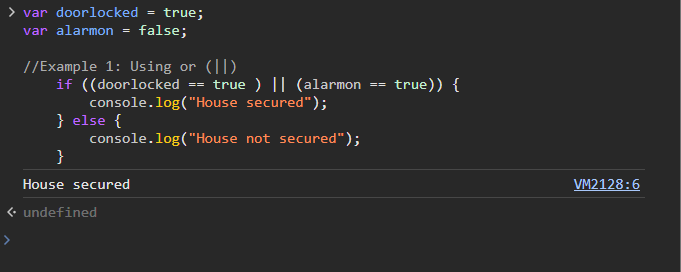 var doorlocked = true;
var alarmon = false;

//Example 1: Using or (||)
    if ((doorlocked == true ) || (alarmon == true)) {
        console.log("House secured");
    } else {
        console.log("House not secured");
    }
House secured VM2128:6
undefined